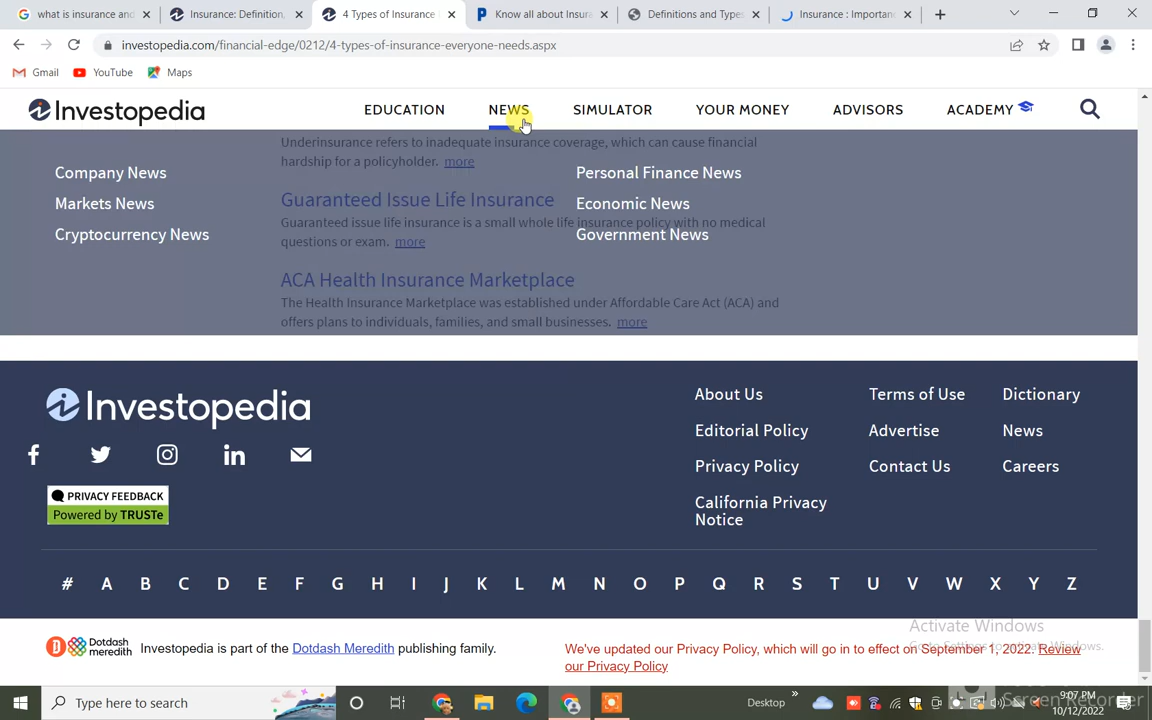 what is insurance and
Insurance: Definition,
4 Types of Insurance
Know all about Insura
Definitions and Types
Insurance : Importan
investopedia.com/financial-edge/0212/4-types-of-insurance-everyone-needs.aspx
Gmail
YouTube
Maps
Investopedia
EDUCATION
NEWS
SIMULATOR
YOUR MONEY
ADVISORS
ACADEMY
Underinsurance refers to inadequate insurance coverage, which can cause financial
hardship for a policyholder. more
Company News
Personal Finance News
Markets News
Guaranteed Issue Life Insurance
Economic News
Guaranteed issue life insurance is a small whole life insurance policy with no medical
questions or exam. more
Cryptocurrency News
Government News
ACA Health Insurance Marketplace
The Health Insurance Marketplace was established under Affordable Care Act (ACA) and
offers plans to individuals, families, and small businesses. more
Investopedia
About Us
Terms of Use
Dictionary
Editorial Policy
Advertise
News
Privacy Policy
Contact Us
Careers
California Privacy
Notice
PRIVACY FEEDBACK
Powered by TRUSTe
# A B C D E F G H I J K L M N O P Q R S T U V W X Y Z
Activate Windows
Dotdash
meredith
Investopedia is part of the Dotdash Meredith publishing family.
We've updated our Privacy Policy, which will go in to effect on September 1, 2022. Review
our Privacy Policy
Type here to search
Desktop
9:07 PM
10/12/2022
Screen Recorder